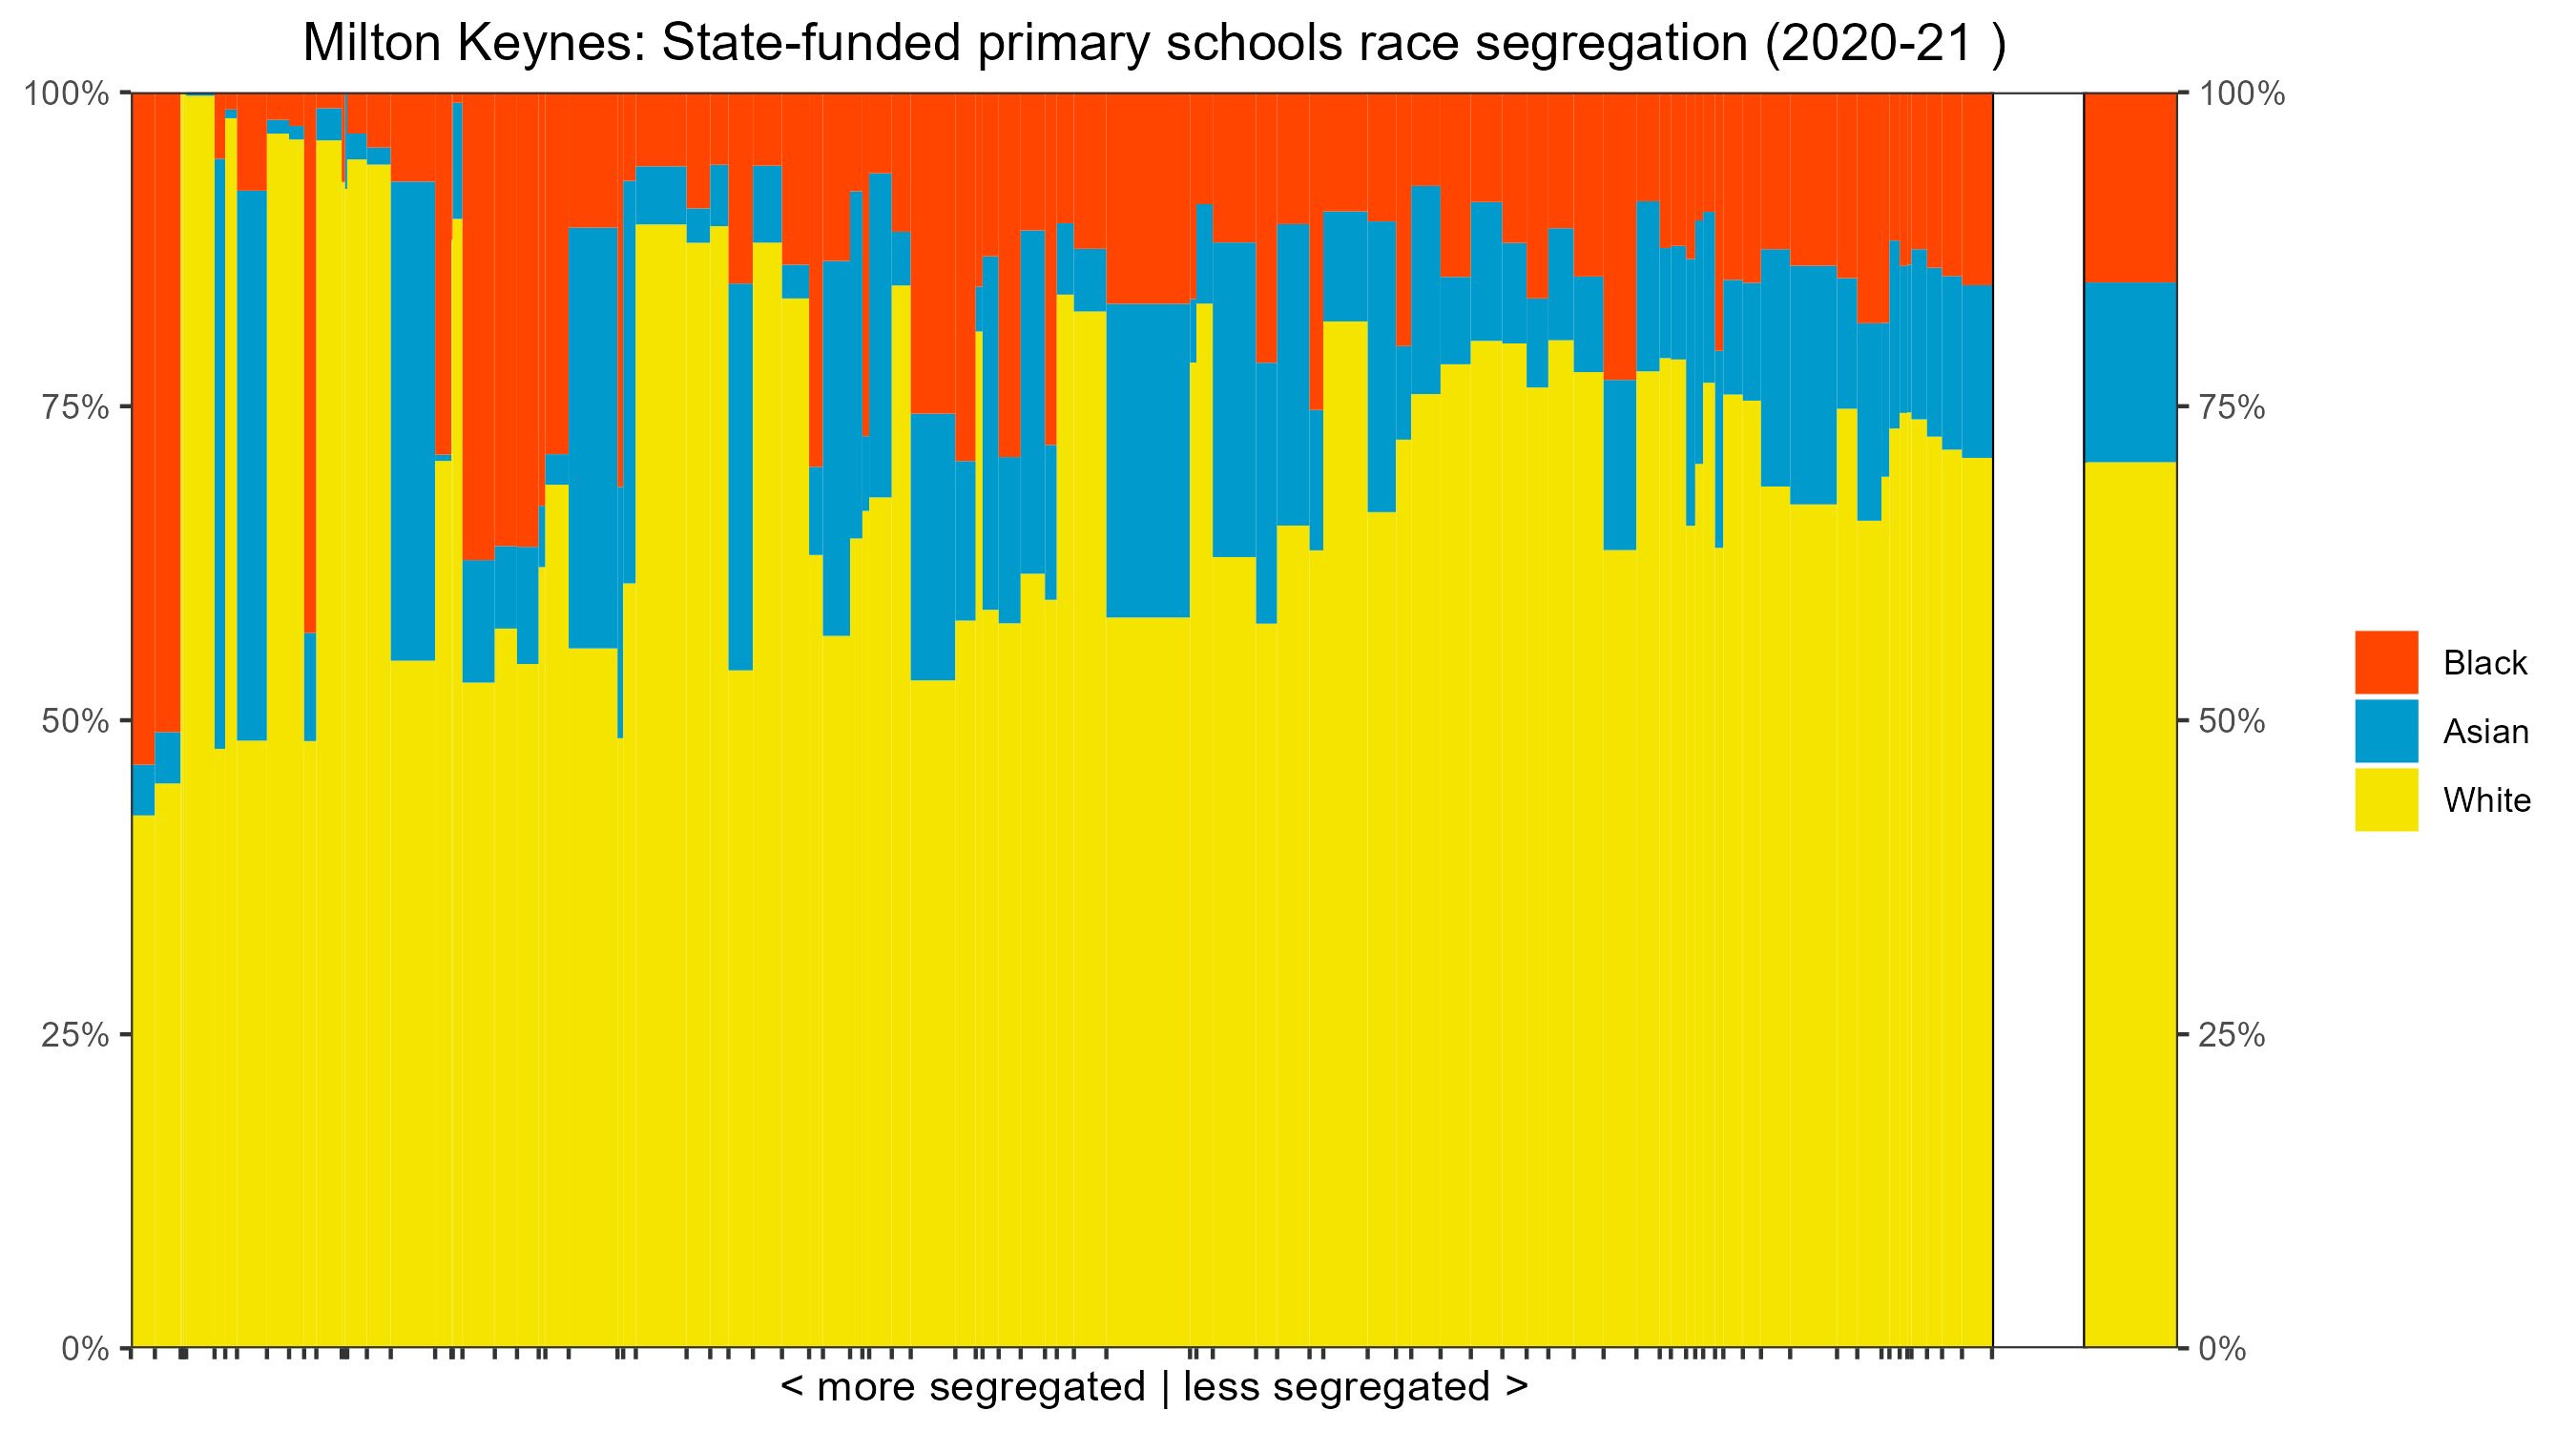 Milton Keynes: State-funded primary schools race segregation (2020-21 )
100%
75%
50%
25%
0%
100%
75%
50%
25%
0%
Black
Asian
White
< more segregated | less segregated >